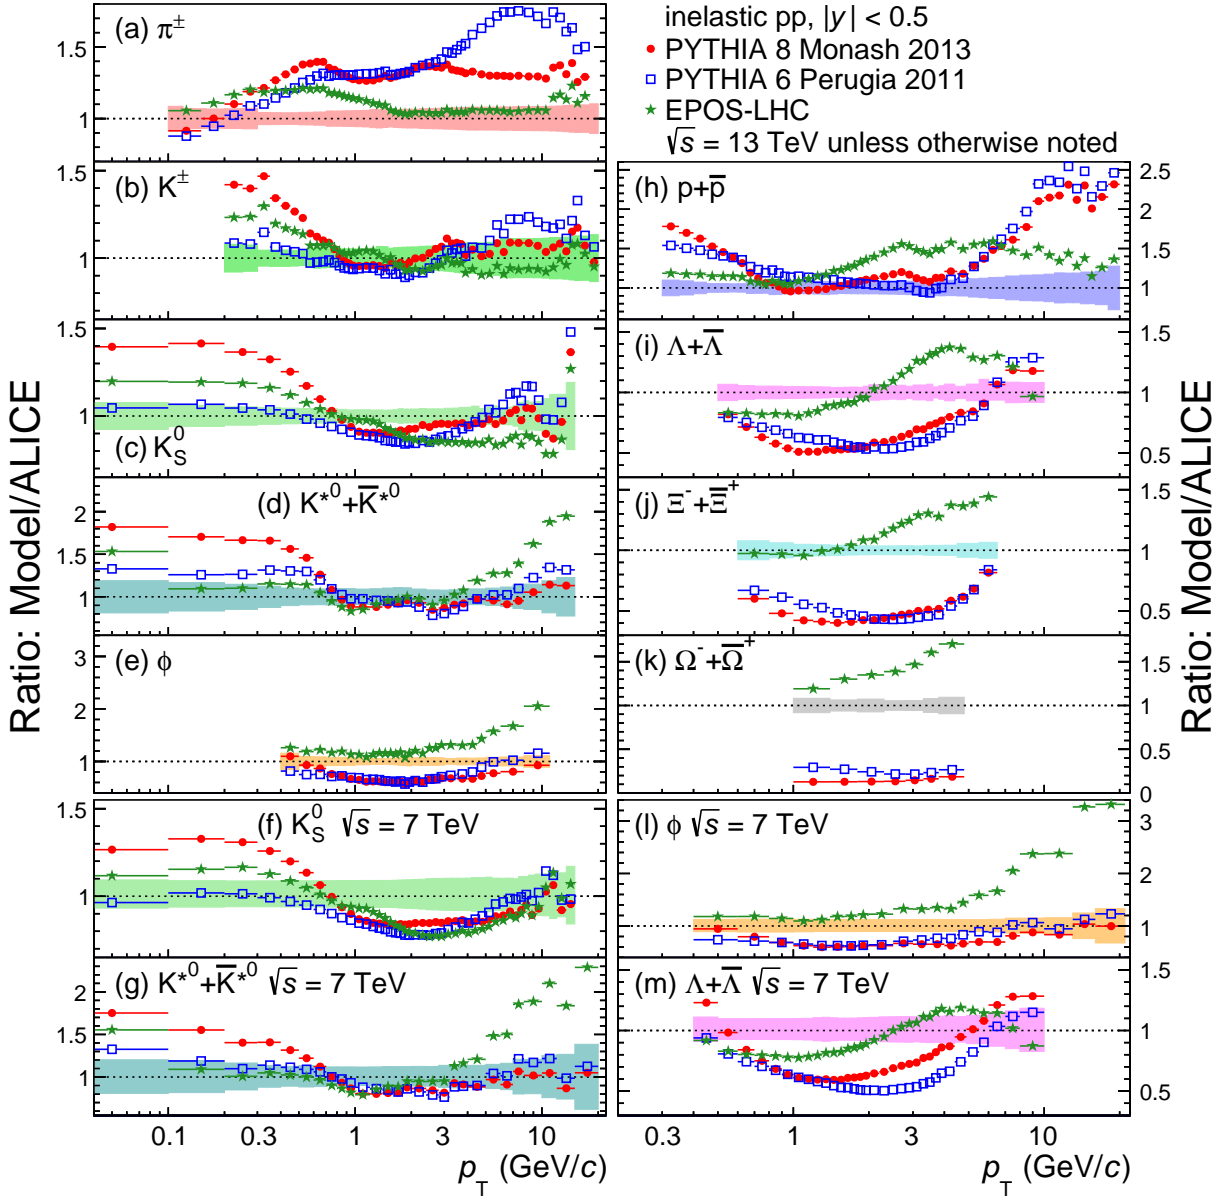 inelastic pp, |y| < 0.5
PYTHIA 8 Monash 2013
PYTHIA 6 Perugia 2011
EPOS-LHC
√s = 13 TeV unless otherwise noted
Ratio: Model/ALICE
(a) π±
1.5
1
(b) K±
1.5
1
1.5
1
(c) K⁰S
(d) K*⁰+K̅*⁰
2
1.5
1
(e) ϕ
3
2
1
(f) K⁰S √s = 7 TeV
1.5
1
(g) K*⁰+K̅*⁰ √s = 7 TeV
2
1.5
1
0.1 0.3 1 3 10
pT (GeV/c)
(h) p+p̅
2.5
2
1.5
1
(i) Λ+Λ̅
1.5
1
0.5
(j) Ξ⁻+Ξ̅⁺
1.5
1
0.5
(k) Ω⁻+Ω̅⁺
1.5
1
0.5
0
(l) ϕ √s = 7 TeV
3
2
1
(m) Λ+Λ̅ √s = 7 TeV
1.5
1
0.5
0.3 1 3 10
pT (GeV/c)
Ratio: Model/ALICE